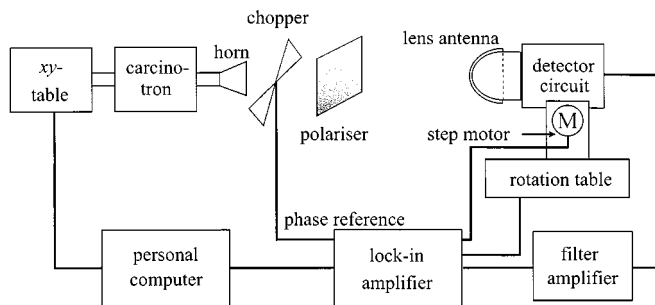 chopper
horn
lens antenna
xy-
table
carcino-
tron
detector
circuit
polariser
M
step motor
rotation table
phase reference
personal
computer
lock-in
amplifier
filter
amplifier